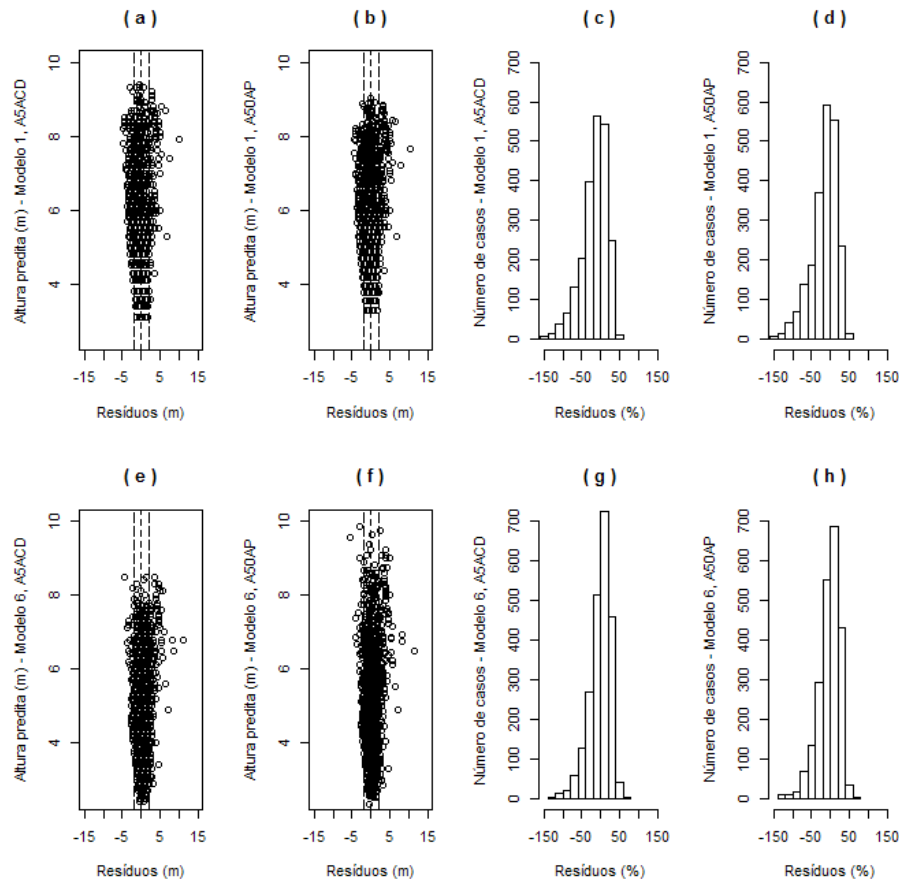 ( a )
Altura predita (m) - Modelo 1, A5ACD
10
8
6
4
-15 -5 5 15
Resíduos (m)
( b )
Altura predita (m) - Modelo 1, A50AP
10
8
6
4
-15 -5 5 15
Resíduos (m)
( c )
Número de casos - Modelo 1, A5ACD
700
600
500
400
300
200
100
0
-150 -50 50 150
Resíduos (%)
( d )
Número de casos - Modelo 1, A50AP
700
600
500
400
300
200
100
0
-150 -50 50 150
Resíduos (%)
( e )
Altura predita (m) - Modelo 6, A5ACD
10
8
6
4
-15 -5 5 15
Resíduos (m)
( f )
Altura predita (m) - Modelo 6, A50AP
10
8
6
4
-15 -5 5 15
Resíduos (m)
( g )
Número de casos - Modelo 6, A5ACD
700
600
500
400
300
200
100
0
-150 -50 50 150
Resíduos (%)
( h )
Número de casos - Modelo 6, A50AP
700
600
500
400
300
200
100
0
-150 -50 50 150
Resíduos (%)